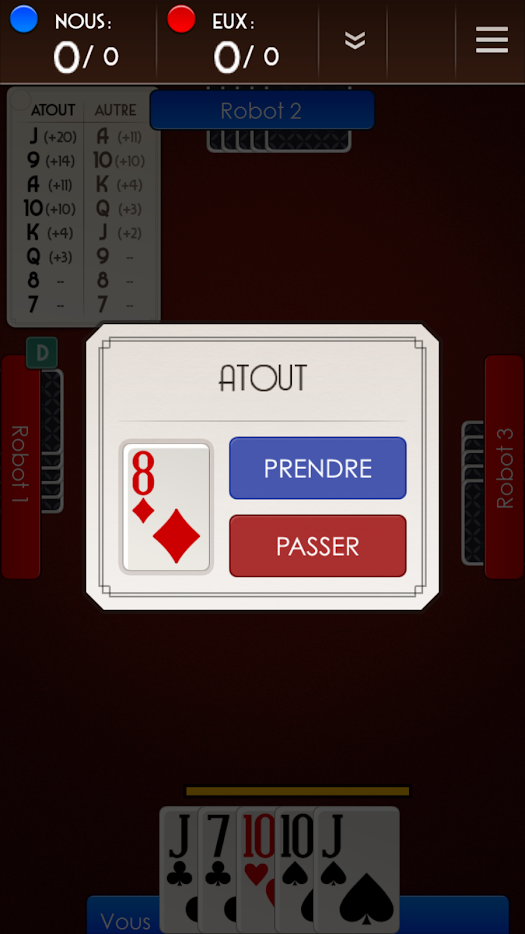 NOUS:
0/ 0
EUX:
0/ 0
ATOUT AUTRE
J (+20) A (+11)
9 (+14) 10 (+10)
A (+11) K (+4)
10 (+10) Q (+3)
K (+4) J (+2)
Q (+3) 9 --
8 -- 8 --
7 -- 7 --
Robot 2
D
Robot 1
Robot 3
ATOUT
8
PRENDRE
PASSER
J 7 10 10 J
Vous